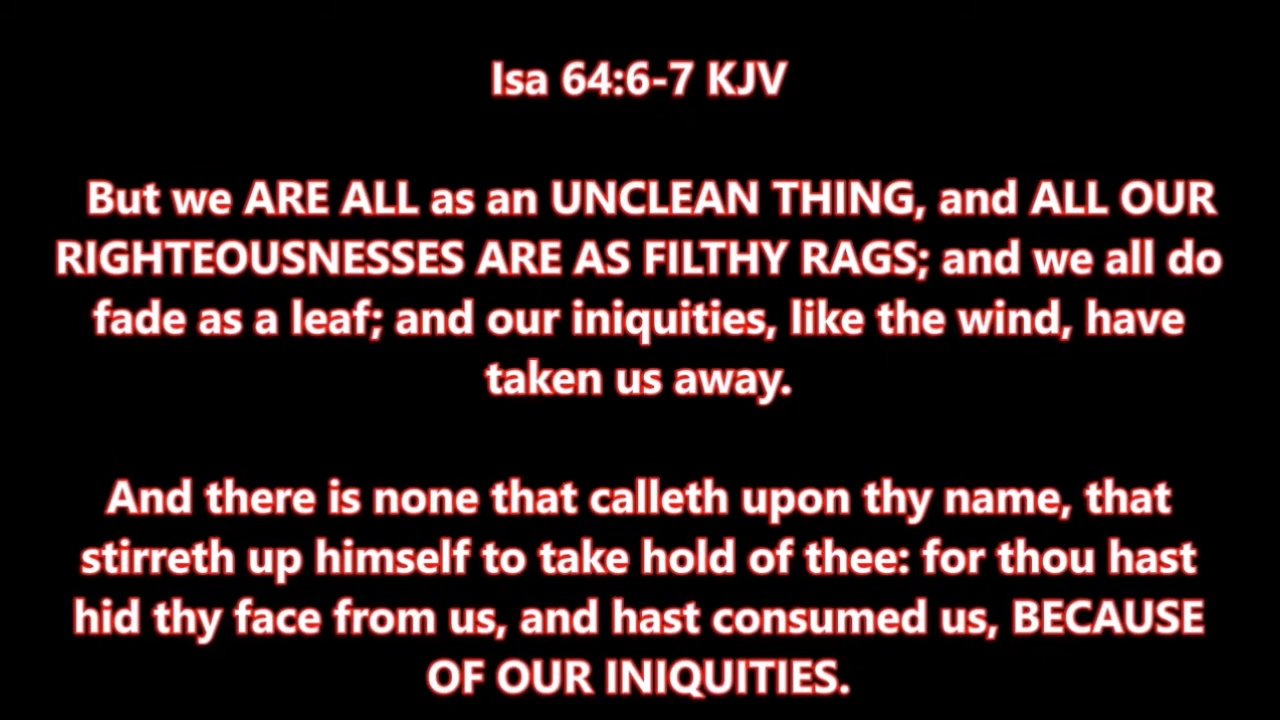 Isa 64:6-7 KJV
But we ARE ALL as an UNCLEAN THING, and ALL OUR
RIGHTEOUSNESSES ARE AS FILTHY RAGS; and we all do
fade as a leaf; and our iniquities, like the wind, have
taken us away.
And there is none that calleth upon thy name, that
stirreth up himself to take hold of thee: for thou hast
hid thy face from us, and hast consumed us, BECAUSE
OF OUR INIQUITIES.